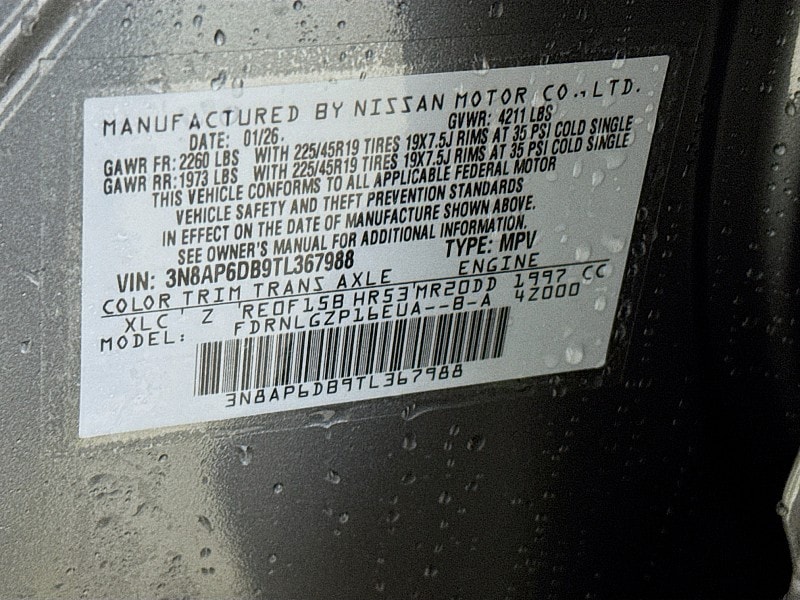 MANUFACTURED BY NISSAN MOTOR CO., LTD.
DATE: 01/26. GVWR: 4211 LBS
GAWR FR: 2260 LBS WITH 225/45R19 TIRES 19X7.5J RIMS AT 35 PSI COLD SINGLE
GAWR RR: 1973 LBS WITH 225/45R19 TIRES 19X7.5J RIMS AT 35 PSI COLD SINGLE
THIS VEHICLE CONFORMS TO ALL APPLICABLE FEDERAL MOTOR
VEHICLE SAFETY AND THEFT PREVENTION STANDARDS
IN EFFECT ON THE DATE OF MANUFACTURE SHOWN ABOVE.
SEE OWNER'S MANUAL FOR ADDITIONAL INFORMATION.
VIN: 3N8AP6DB9TL367988 TYPE: MPV
COLOR TRIM TRANS AXLE ENGINE
XLC Z RE0F15B HR53 MR20DD 1997 CC
MODEL: FDRNLGZP16EUA--B-A 4Z000
3N8AP6DB9TL367988